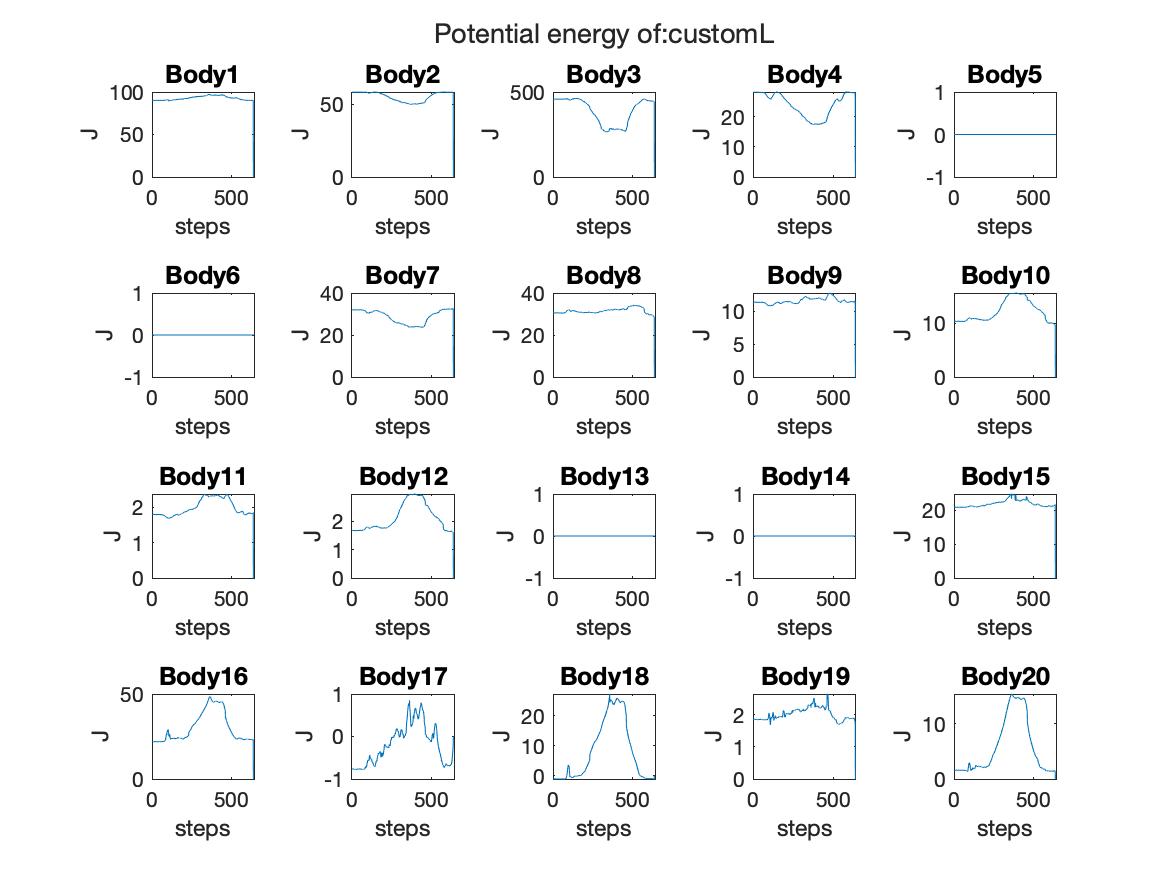 Potential energy of:customL
Body1 Body2 Body3 Body4 Body5
100
50
0
J
0 500
steps
50
0
J
0 500
steps
500
0
J
0 500
steps
20
10
0
J
0 500
steps
1
0
-1
J
0 500
steps
Body6 Body7 Body8 Body9 Body10
1
0
-1
J
0 500
steps
40
20
0
J
0 500
steps
40
20
0
J
0 500
steps
10
5
0
J
0 500
steps
10
0
J
0 500
steps
Body11 Body12 Body13 Body14 Body15
2
1
0
J
0 500
steps
2
1
0
J
0 500
steps
1
0
-1
J
0 500
steps
1
0
-1
J
0 500
steps
20
10
0
J
0 500
steps
Body16 Body17 Body18 Body19 Body20
50
0
J
0 500
steps
1
0
-1
J
0 500
steps
20
10
0
J
0 500
steps
2
1
0
J
0 500
steps
10
0
J
0 500
steps